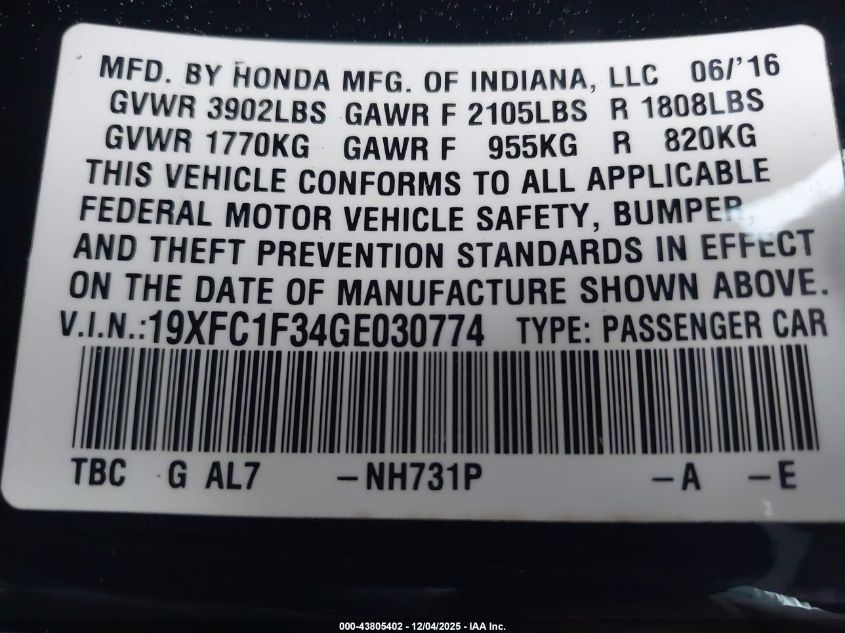 MFD. BY HONDA MFG. OF INDIANA, LLC 06/'16
GVWR 3902LBS GAWR F 2105LBS R 1808LBS
GVWR 1770KG GAWR F 955KG R 820KG
THIS VEHICLE CONFORMS TO ALL APPLICABLE
FEDERAL MOTOR VEHICLE SAFETY, BUMPER,
AND THEFT PREVENTION STANDARDS IN EFFECT
ON THE DATE OF MANUFACTURE SHOWN ABOVE.
V.I.N.:19XFC1F34GE030774 TYPE: PASSENGER CAR
TBC G AL7 -NH731P -A -E
000-43805402 - 12/04/2025 - IAA Inc.